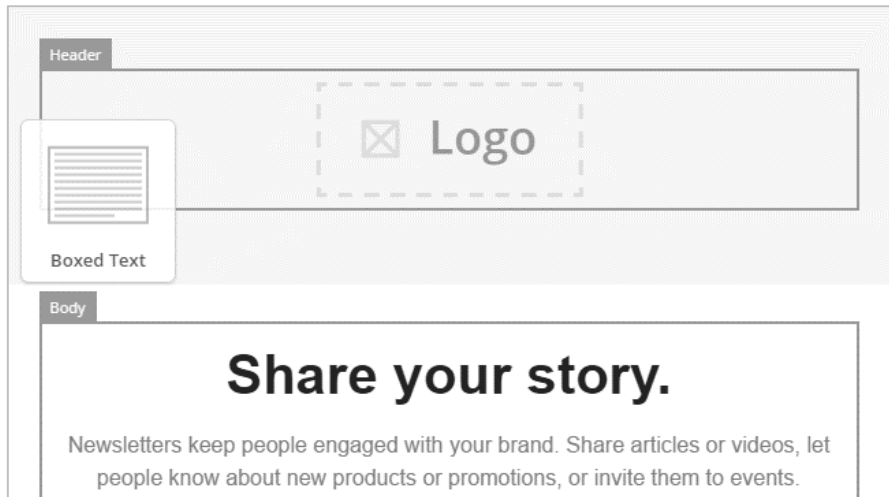 Header
Logo
Boxed Text
Body
Share your story.
Newsletters keep people engaged with your brand. Share articles or videos, let
people know about new products or promotions, or invite them to events.